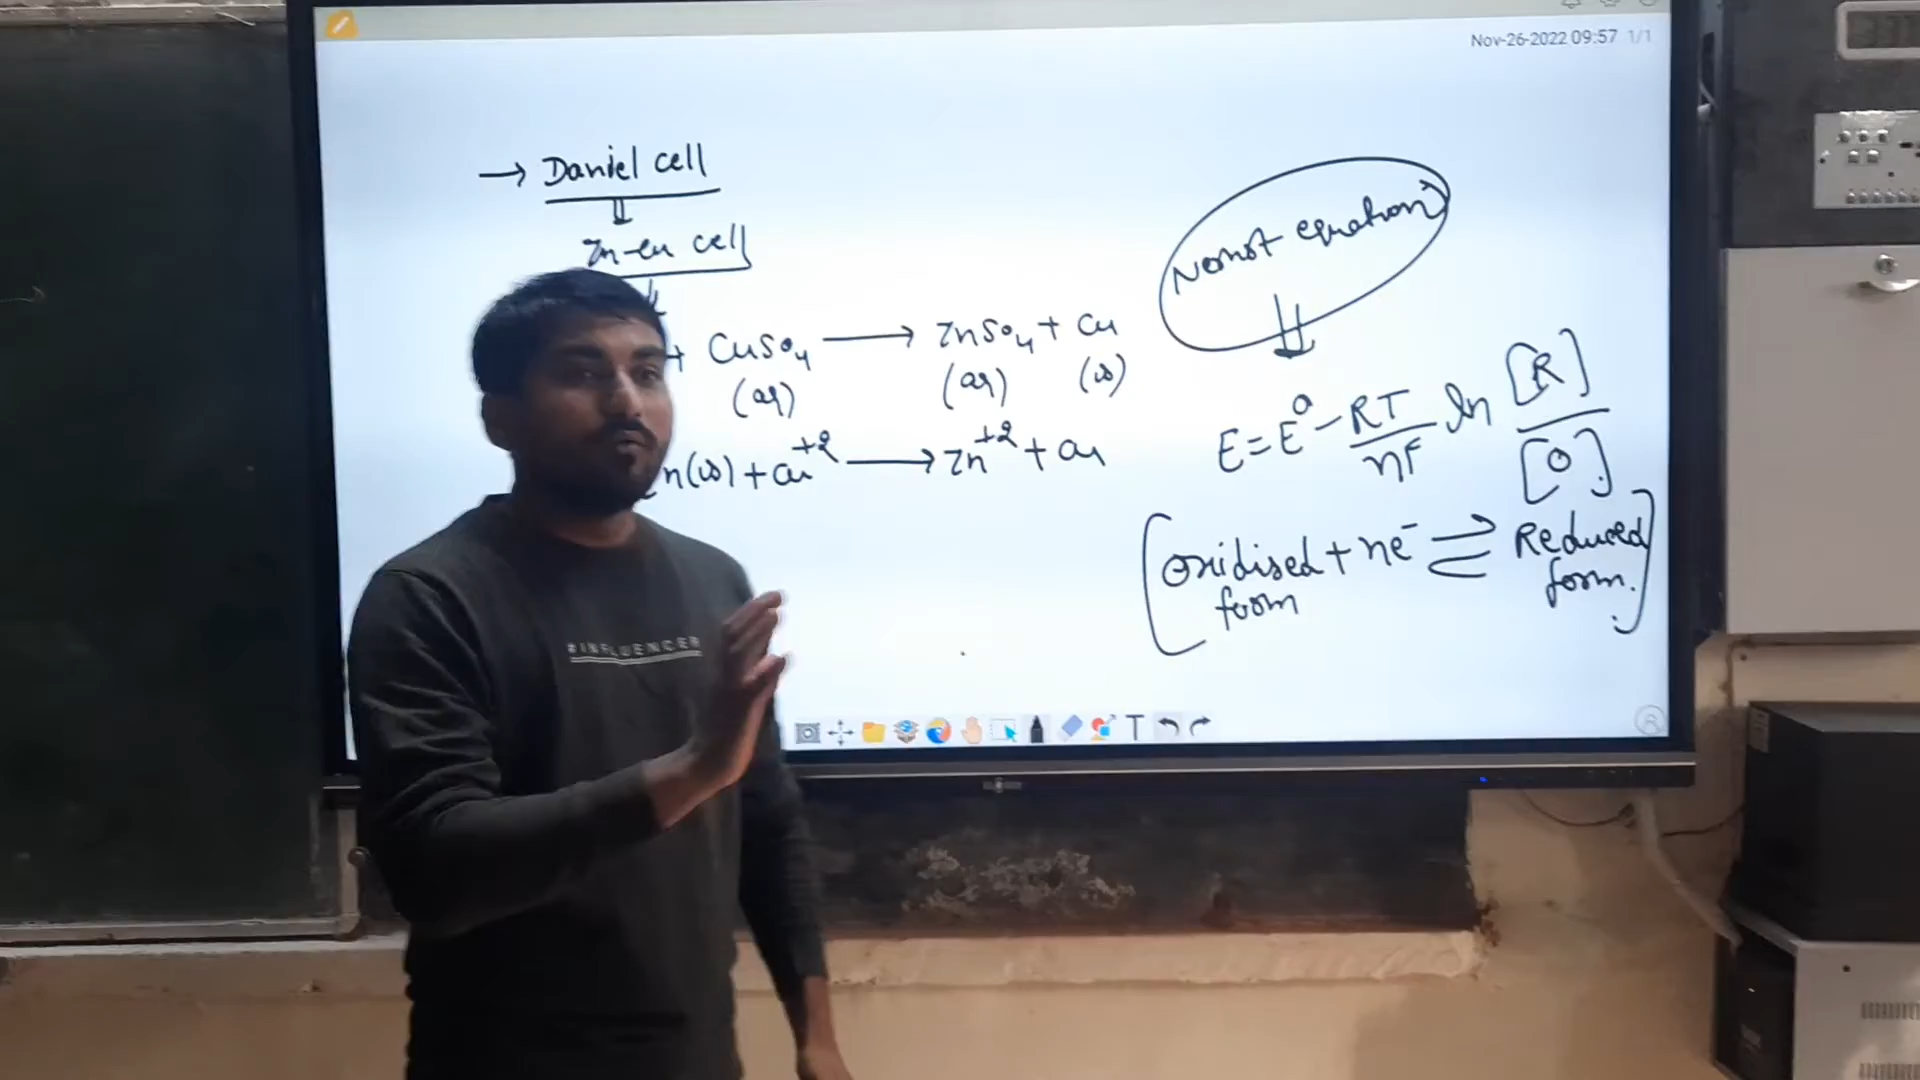 Nov-26-2022 09:57 1/1
→ Daniel cell
Zn-Cu cell
+ CuSO4 ⟶ ZnSO4 + Cu
(aq) (aq) (s)
n(s) + Cu+2 ⟶ Zn+2 + Cu
Nernst equation
E = E° - RT/nF ln [R]/[O]
[Oxidised + ne- ⇌ Reduced
form form.]
#INFLUENCER
T